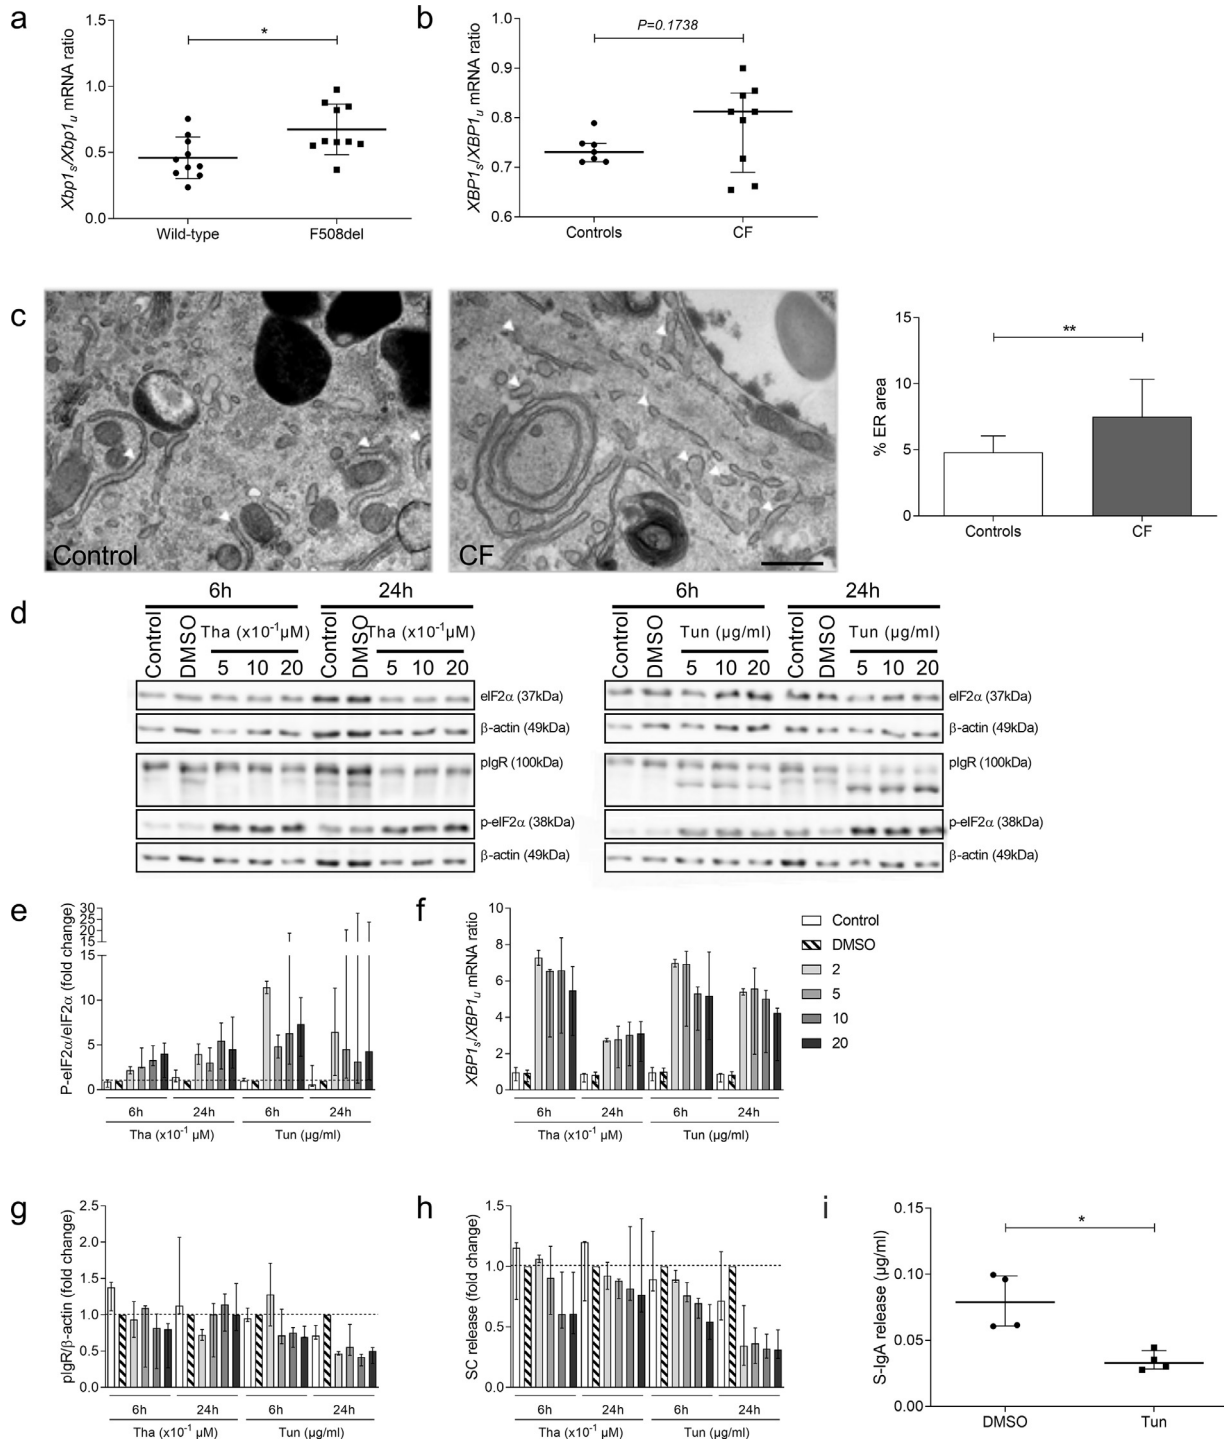 a
Xbp1s/Xbp1u mRNA ratio
1.5
1.0
0.5
0.0
*
Wild-type
F508del
b
XBP1s/XBP1u mRNA ratio
1.0
0.9
0.8
0.7
0.6
P=0.1738
Controls
CF
c
Control
CF
% ER area
15
10
5
0
**
Controls
CF
d
6h
24h
Control
DMSO
Tha (x10-1μM)
5 10 20
Control
DMSO
Tha (x10-1μM)
5 10 20
eIF2α (37kDa)
β-actin (49kDa)
pIgR (100kDa)
p-eIF2α (38kDa)
β-actin (49kDa)
6h
24h
Control
DMSO
Tun (μg/ml)
5 10 20
Control
DMSO
Tun (μg/ml)
5 10 20
eIF2α (37kDa)
β-actin (49kDa)
pIgR (100kDa)
p-eIF2α (38kDa)
β-actin (49kDa)
e
P-eIF2α/eIF2α (fold change)
30
25
20
15
15
10
5
0
6h 24h 6h 24h
Tha (x10-1 μM) Tun (μg/ml)
f
XBP1s/XBP1u mRNA ratio
10
8
6
4
2
0
6h 24h 6h 24h
Tha (x10-1 μM) Tun (μg/ml)
Control
DMSO
2
5
10
20
g
pIgR/β-actin (fold change)
2.5
2.0
1.5
1.0
0.5
0.0
6h 24h 6h 24h
Tha (x10-1 μM) Tun (μg/ml)
h
SC release (fold change)
1.5
1.0
0.5
0.0
6h 24h 6h 24h
Tha (x10-1 μM) Tun (μg/ml)
i
S-IgA release (μg/ml)
0.15
0.10
0.05
0.00
*
DMSO
Tun